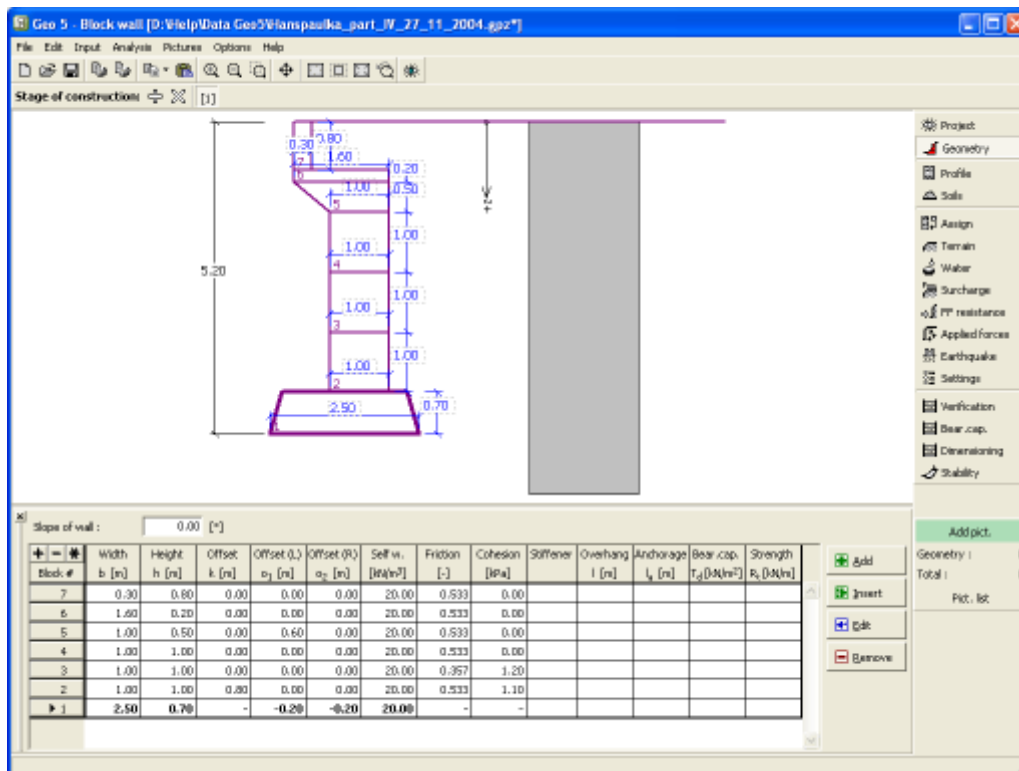 Geo 5 - Block wall [D:\Help\Data Geo5\Hanspaulka_part_IV_27_11_2004.gpz*]
File Edit Input Analysis Pictures Options Help
Stage of construction: [1]
0.30 0.80
1.60
7
6
0.20
1.00 0.50
5
1.00
1.00
4
5.20
1.00
1.00
3
1.00
1.00
2
2.50 0.70
1
+z
Project
Geometry
Profile
Soils
Assign
Terrain
Water
Surcharge
FF resistance
Applied forces
Earthquake
Settings
Verification
Bear.cap.
Dimensioning
Stability
Add pict.
Geometry :
Total :
Pict. list
Slope of wall : 0.00 [°]
Block # Width b [m] Height h [m] Offset k [m] Offset (L) o1 [m] Offset (R) o2 [m] Self w. [kN/m³] Friction [-] Cohesion [kPa] Stiffener Overhang l [m] Anchorage [m] Bear.cap. Td [kN/m²] Strength Rt [kN/m]
7 0.30 0.80 0.00 0.00 0.00 20.00 0.533 0.00
6 1.60 0.20 0.00 0.00 0.00 20.00 0.533 0.00
5 1.00 0.50 0.00 0.60 0.00 20.00 0.533 0.00
4 1.00 1.00 0.00 0.00 0.00 20.00 0.533 0.00
3 1.00 1.00 0.00 0.00 0.00 20.00 0.357 1.20
2 1.00 1.00 0.80 0.00 0.00 20.00 0.533 1.10
1 2.50 0.70 - -0.20 -0.20 20.00 - -
Add
Insert
Edit
Remove